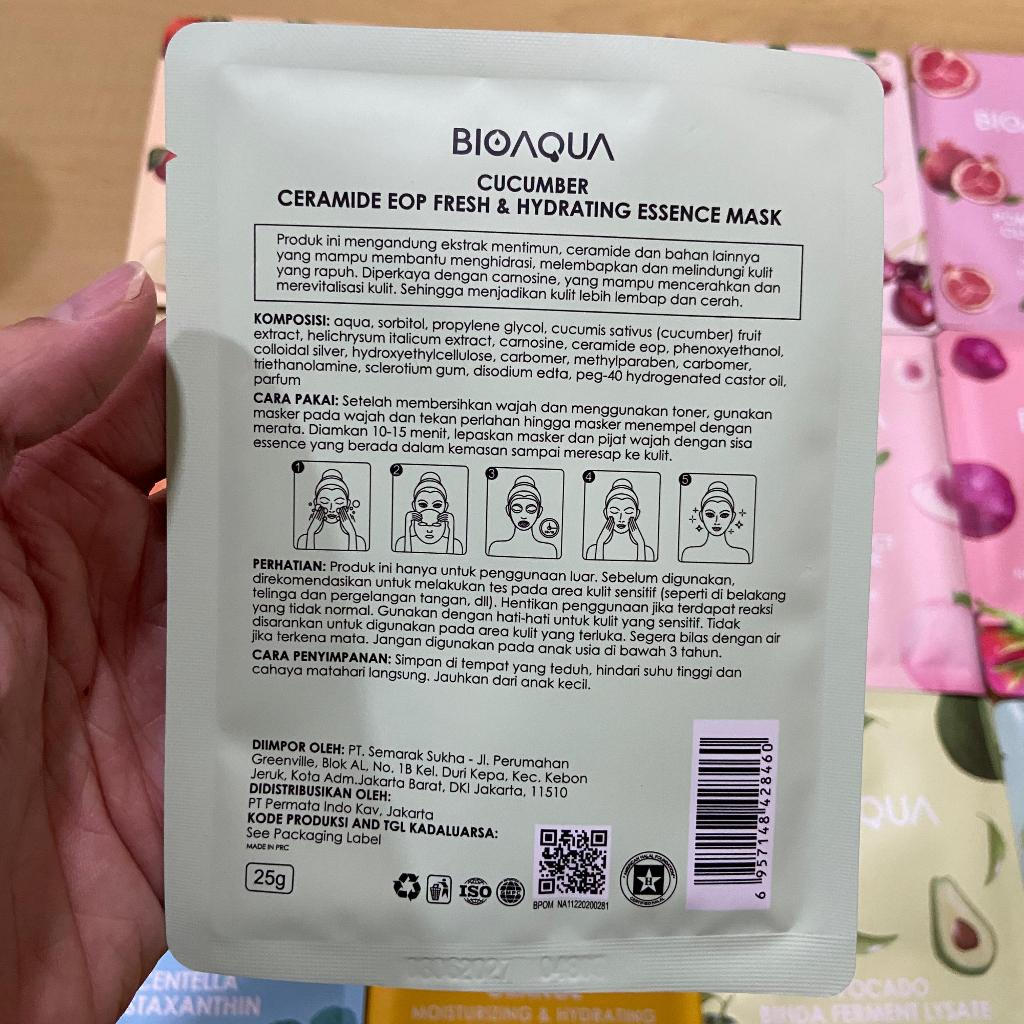 BIOAQUA
CUCUMBER
CERAMIDE EOP FRESH & HYDRATING ESSENCE MASK
Produk ini mengandung ekstrak mentimun, ceramide dan bahan lainnya
yang mampu membantu menghidrasi, melembapkan dan melindungi kulit
yang rapuh. Diperkaya dengan carnosine, yang mampu mencerahkan dan
merevitalisasi kulit. Sehingga menjadikan kulit lebih lembap dan cerah.
KOMPOSISI: aqua, sorbitol, propylene glycol, cucumis sativus (cucumber) fruit
extract, helichrysum italicum extract, carnosine, ceramide eop, phenoxyethanol,
colloidal silver, hydroxyethylcellulose, carbomer, methylparaben, carbomer,
triethanolamine, sclerotium gum, disodium edta, peg-40 hydrogenated castor oil,
parfum
CARA PAKAI: Setelah membersihkan wajah dan menggunakan toner, gunakan
masker pada wajah dan tekan perlahan hingga masker menempel dengan
merata. Diamkan 10-15 menit, lepaskan masker dan pijat wajah dengan sisa
essence yang berada dalam kemasan sampai meresap ke kulit.
1 2 3 4 5
PERHATIAN: Produk ini hanya untuk penggunaan luar. Sebelum digunakan,
direkomendasikan untuk melakukan tes pada area kulit sensitif (seperti di belakang
telinga dan pergelangan tangan, dll). Hentikan penggunaan jika terdapat reaksi
yang tidak normal. Gunakan dengan hati-hati untuk kulit yang sensitif. Tidak
disarankan untuk digunakan pada area kulit yang terluka. Segera bilas dengan air
jika terkena mata. Jangan digunakan pada anak usia di bawah 3 tahun.
CARA PENYIMPANAN: Simpan di tempat yang teduh, hindari suhu tinggi dan
cahaya matahari langsung. Jauhkan dari anak kecil.
DIIMPOR OLEH: PT. Semarak Sukha - Jl. Perumahan
Greenville, Blok AL, No. 1B Kel. Duri Kepa, Kec. Kebon
Jeruk, Kota Adm.Jakarta Barat, DKI Jakarta, 11510
DIDISTRIBUSIKAN OLEH:
PT Permata Indo Kav, Jakarta
KODE PRODUKSI AND TGL KADALUARSA:
See Packaging Label
MADE IN PRC
25g
ISO
BPOM NA11220200281
6 957148 428460
QUA
ENTELLA
STAXANTHIN
MOISTURIZING & HYDRATING
OCADO
BIFIDA FERMENT LYSATE